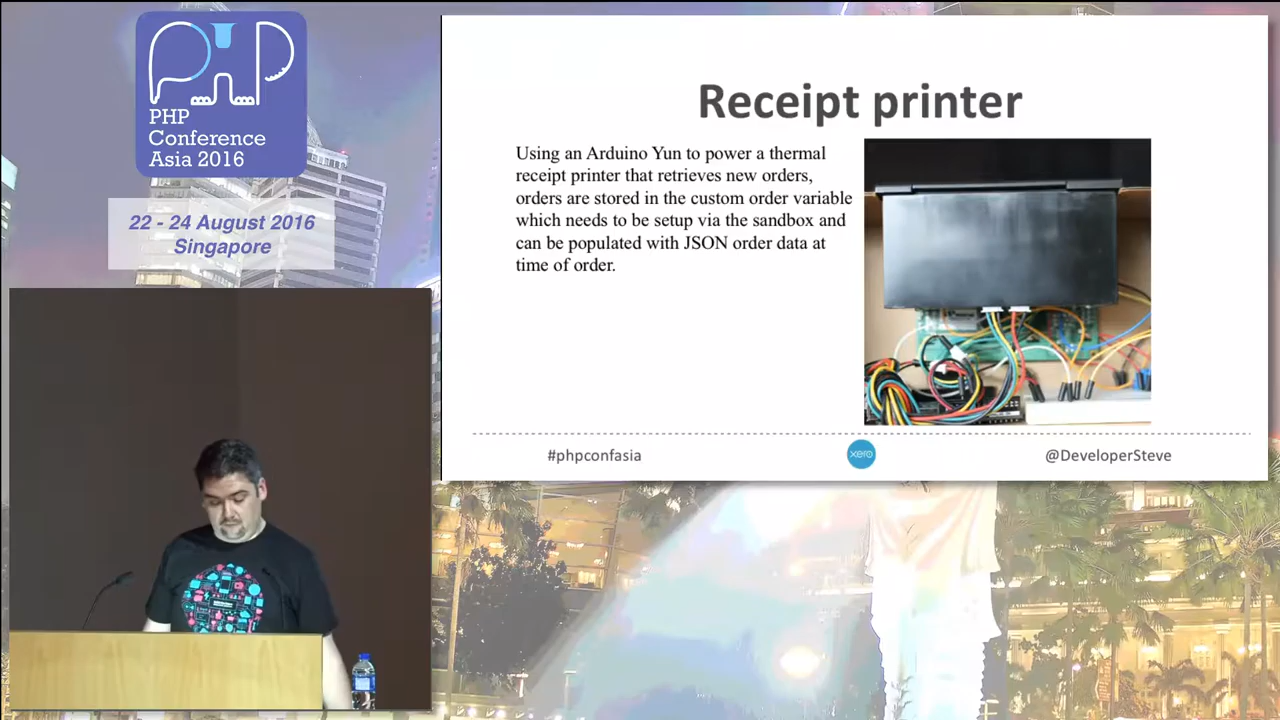 PHP
PHP
Conference
Asia 2016
22 - 24 August 2016
Singapore
Receipt printer
Using an Arduino Yun to power a thermal
receipt printer that retrieves new orders,
orders are stored in the custom order variable
which needs to be setup via the sandbox and
can be populated with JSON order data at
time of order.
#phpconfasia
xero
@DeveloperSteve